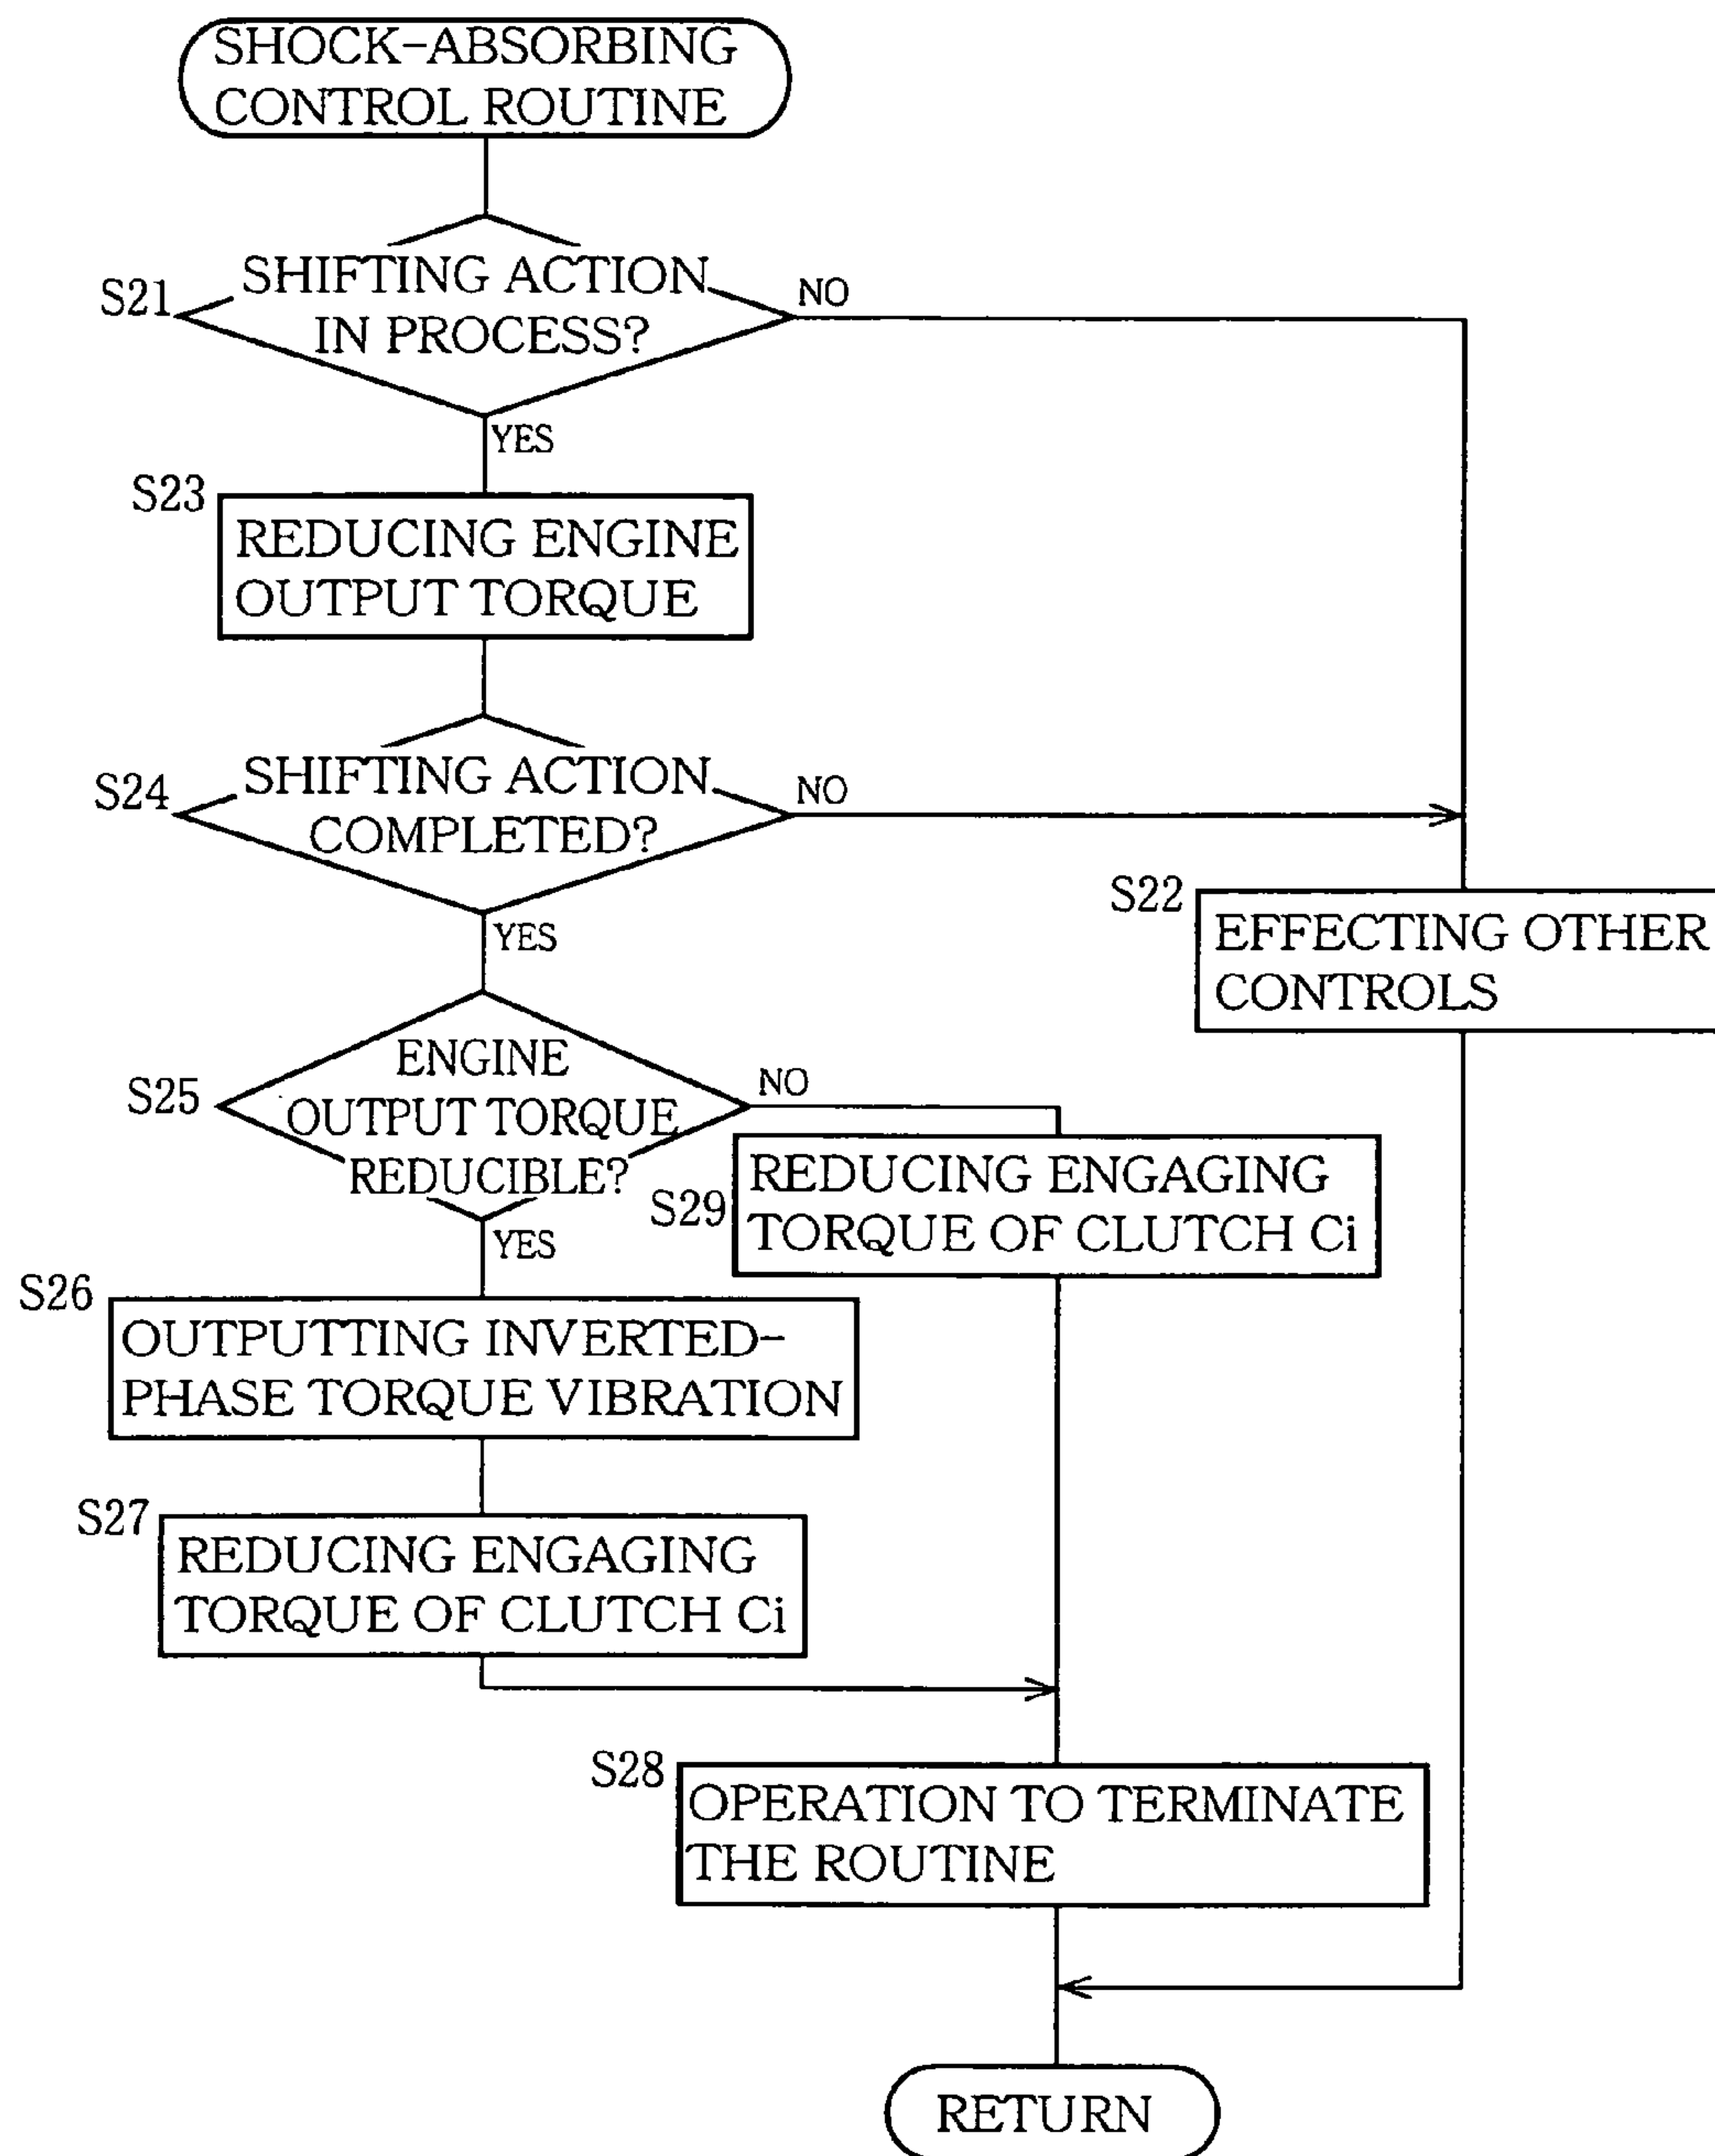 SHOCK-ABSORBING
CONTROL ROUTINE
S21
SHIFTING ACTION
IN PROCESS?
NO
YES
S23
REDUCING ENGINE
OUTPUT TORQUE
S24
SHIFTING ACTION
COMPLETED?
NO
YES
S22
EFFECTING OTHER
CONTROLS
S25
ENGINE
OUTPUT TORQUE
REDUCIBLE?
NO
YES
S29
REDUCING ENGAGING
TORQUE OF CLUTCH Ci
S26
OUTPUTTING INVERTED-
PHASE TORQUE VIBRATION
S27
REDUCING ENGAGING
TORQUE OF CLUTCH Ci
S28
OPERATION TO TERMINATE
THE ROUTINE
RETURN